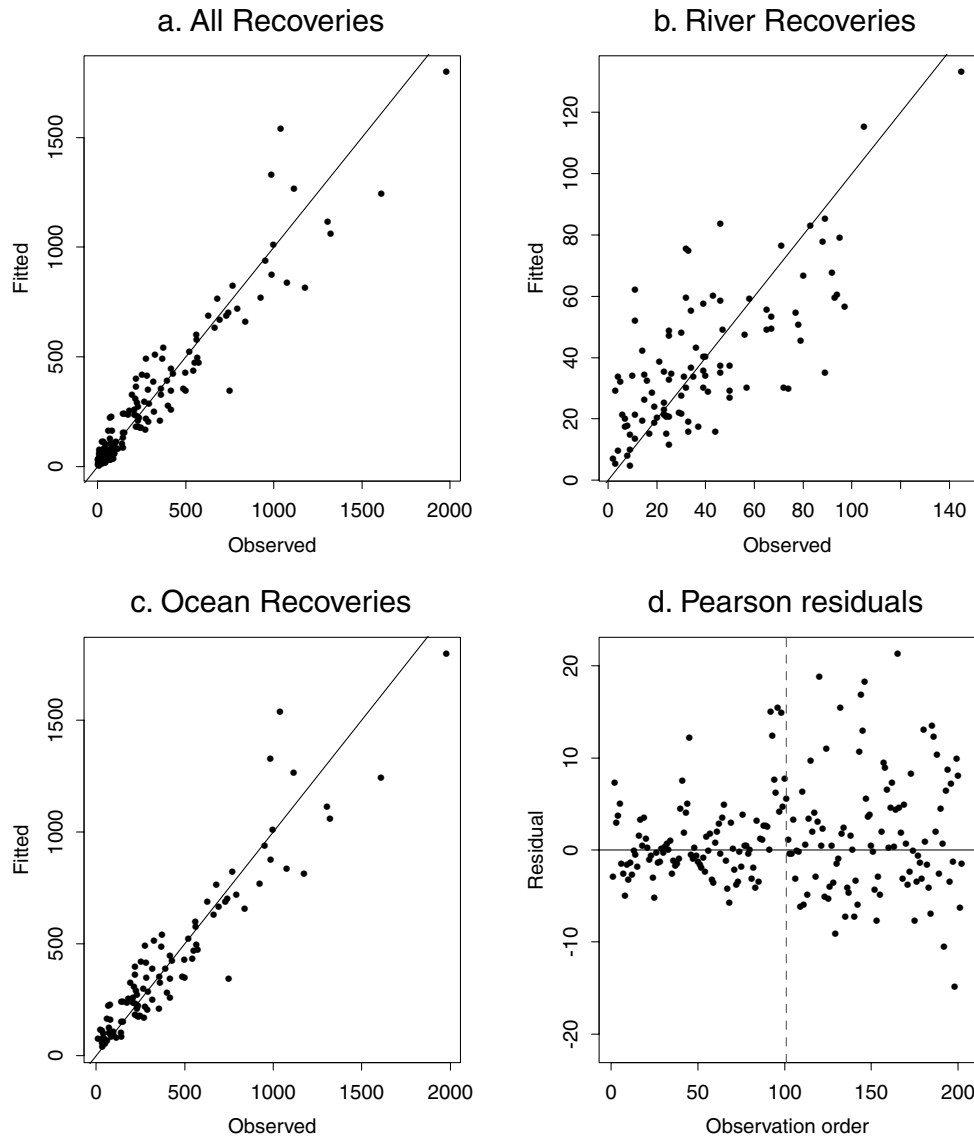 a. All Recoveries
Fitted
0 500 1000 1500
0 500 1000 1500 2000
Observed
b. River Recoveries
Fitted
0 20 40 60 80 100 120
0 20 40 60 80 100 140
Observed
c. Ocean Recoveries
Fitted
0 500 1000 1500
0 500 1000 1500 2000
Observed
d. Pearson residuals
Residual
-20 -10 0 10 20
0 50 100 150 200
Observation order